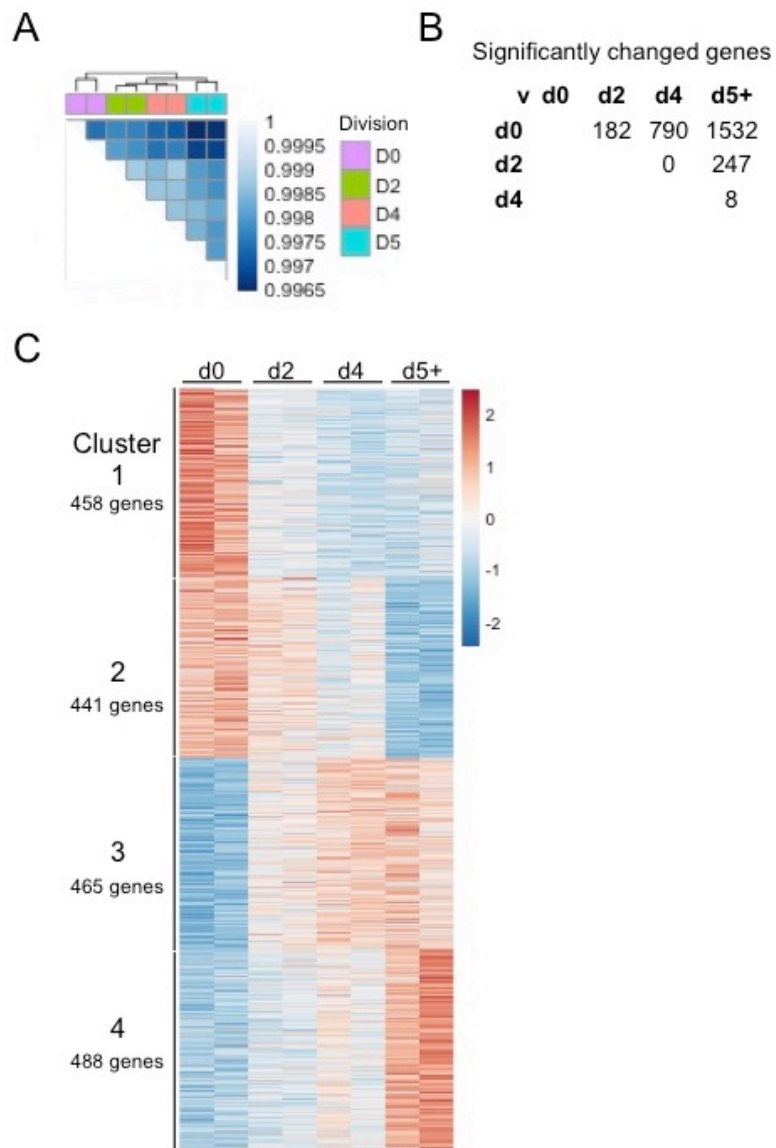 A
1
0.9995
0.999
0.9985
0.998
0.9975
0.997
0.9965
Division
D0
D2
D4
D5
B
Significantly changed genes
v d0 d2 d4 d5+
d0 182 790 1532
d2 0 247
d4 8
C
d0 d2 d4 d5+
Cluster
1
458 genes
2
441 genes
3
465 genes
4
488 genes
2
1
0
-1
-2